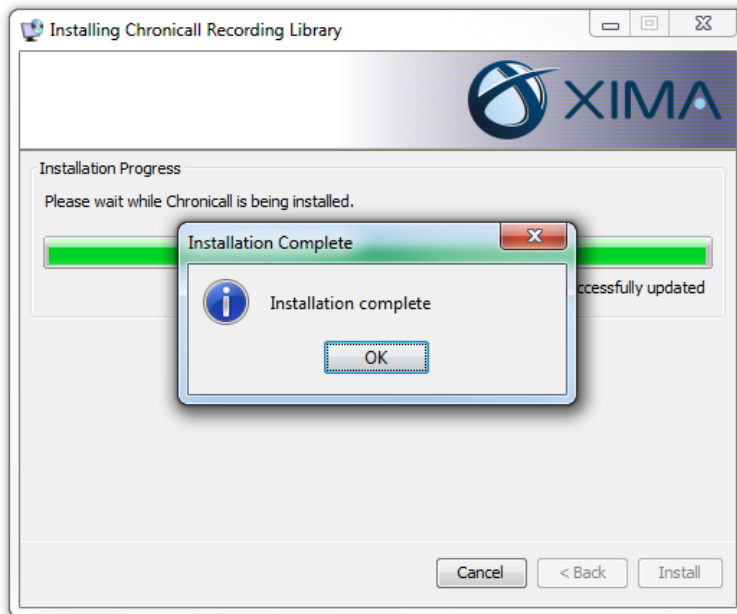 Installing Chronicall Recording Library
XIMA
Installation Progress
Please wait while Chronicall is being installed.
Installation Complete
Installation complete
successfully updated
OK
Cancel
< Back
Install